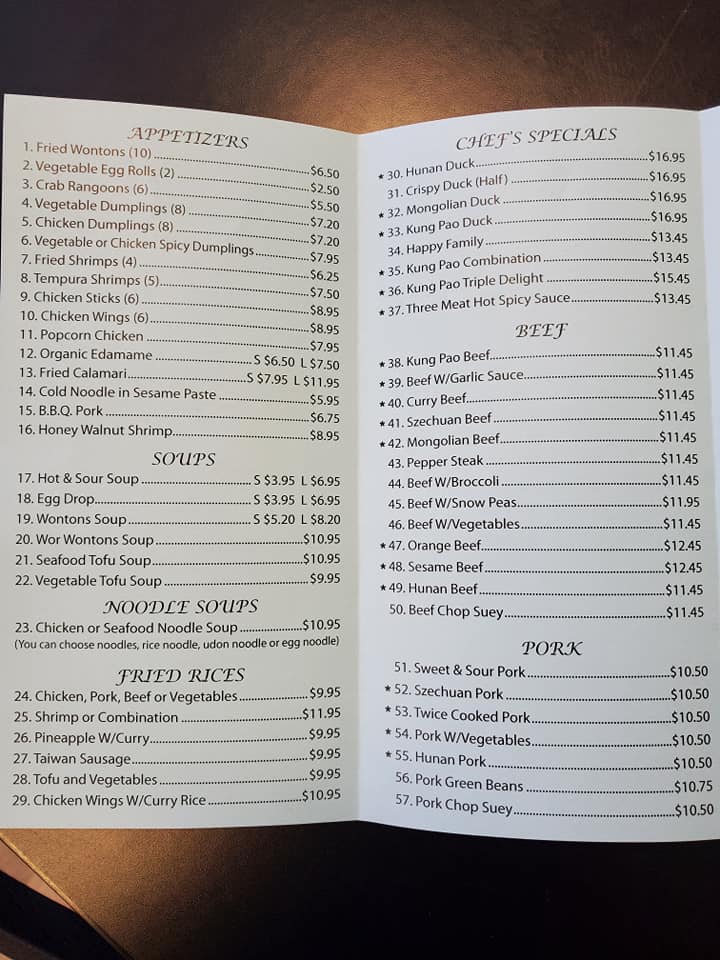 APPETIZERS
1. Fried Wontons (10) $6.50
2. Vegetable Egg Rolls (2) $2.50
3. Crab Rangoons (6) $5.50
4. Vegetable Dumplings (8) $7.20
5. Chicken Dumplings (8) $7.20
6. Vegetable or Chicken Spicy Dumplings $7.95
7. Fried Shrimps (4) $6.25
8. Tempura Shrimps (5) $7.50
9. Chicken Sticks (6) $8.95
10. Chicken Wings (6) $8.95
11. Popcorn Chicken $7.95
12. Organic Edamame S $6.50 L $7.50
13. Fried Calamari S $7.95 L $11.95
14. Cold Noodle in Sesame Paste $5.95
15. B.B.Q. Pork $6.75
16. Honey Walnut Shrimp $8.95
SOUPS
17. Hot & Sour Soup S $3.95 L $6.95
18. Egg Drop S $3.95 L $6.95
19. Wontons Soup S $5.20 L $8.20
20. Wor Wontons Soup $10.95
21. Seafood Tofu Soup $10.95
22. Vegetable Tofu Soup $9.95
NOODLE SOUPS
23. Chicken or Seafood Noodle Soup $10.95
(You can choose noodles, rice noodle, udon noodle or egg noodle)
FRIED RICES
24. Chicken, Pork, Beef or Vegetables $9.95
25. Shrimp or Combination $11.95
26. Pineapple W/Curry $9.95
27. Taiwan Sausage $9.95
28. Tofu and Vegetables $9.95
29. Chicken Wings W/Curry Rice $10.95
CHEF'S SPECIALS
★ 30. Hunan Duck $16.95
31. Crispy Duck (Half) $16.95
★ 32. Mongolian Duck $16.95
★ 33. Kung Pao Duck $16.95
34. Happy Family $13.45
★ 35. Kung Pao Combination $13.45
★ 36. Kung Pao Triple Delight $15.45
★ 37. Three Meat Hot Spicy Sauce $13.45
BEEF
★ 38. Kung Pao Beef $11.45
★ 39. Beef W/Garlic Sauce $11.45
★ 40. Curry Beef $11.45
★ 41. Szechuan Beef $11.45
★ 42. Mongolian Beef $11.45
43. Pepper Steak $11.45
44. Beef W/Broccoli $11.45
45. Beef W/Snow Peas $11.95
46. Beef W/Vegetables $11.45
★ 47. Orange Beef $12.45
★ 48. Sesame Beef $12.45
★ 49. Hunan Beef $11.45
50. Beef Chop Suey $11.45
PORK
51. Sweet & Sour Pork $10.50
★ 52. Szechuan Pork $10.50
★ 53. Twice Cooked Pork $10.50
★ 54. Pork W/Vegetables $10.50
★ 55. Hunan Pork $10.50
56. Pork Green Beans $10.75
57. Pork Chop Suey $10.50